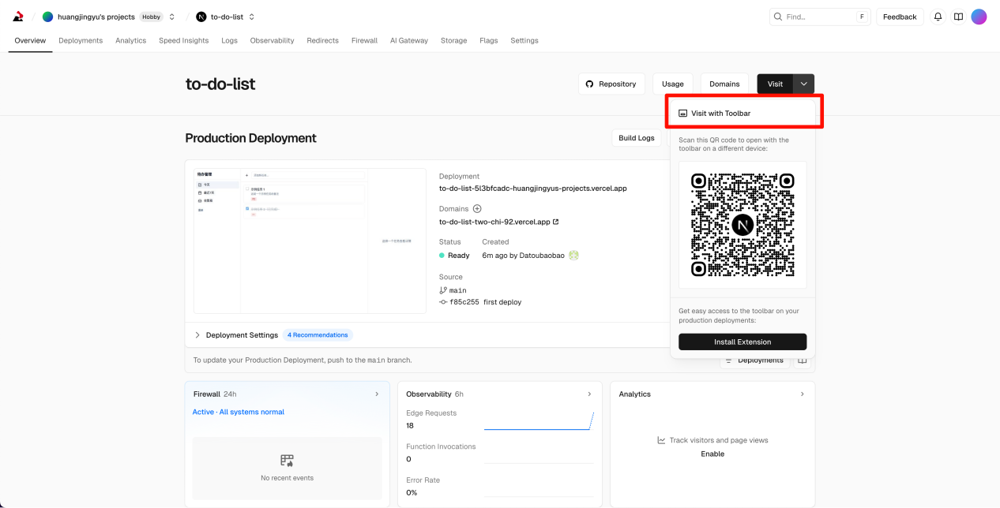 huangjingyu's projects Hobby to-do-list
Find... F Feedback
Overview Deployments Analytics Speed Insights Logs Observability Redirects Firewall AI Gateway Storage Flags Settings
to-do-list
Repository Usage Domains Visit
Visit with Toolbar
Scan this QR code to open with the
toolbar on a different device:
Get easy access to the toolbar on your
production deployments:
Install Extension
Production Deployment
Build Logs
待办管理
今天
Deployment
to-do-list-5l3bfcadc-huangjingyus-projects.vercel.app
Domains
to-do-list-two-chi-92.vercel.app
Status Created
Ready 6m ago by Datoubaobao
Source
main
f85c255 first deploy
Deployment Settings 4 Recommendations
To update your Production Deployment, push to the main branch.
Deployments
Firewall 24h
Active · All systems normal
No recent events
Observability 6h
Edge Requests
18
Function Invocations
0
Error Rate
0%
Analytics
Track visitors and page views
Enable